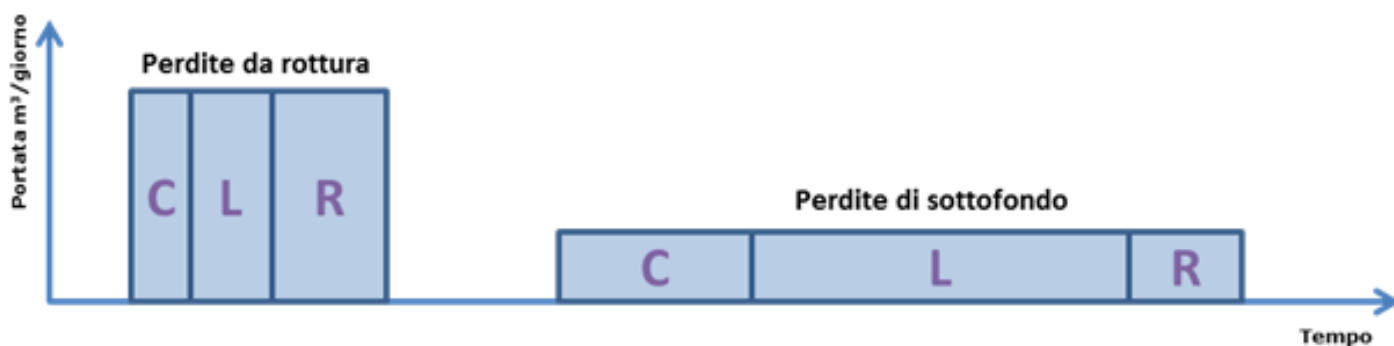 Portata m³/giorno
Perdite da rottura
C L R
Perdite di sottofondo
C L R
Tempo